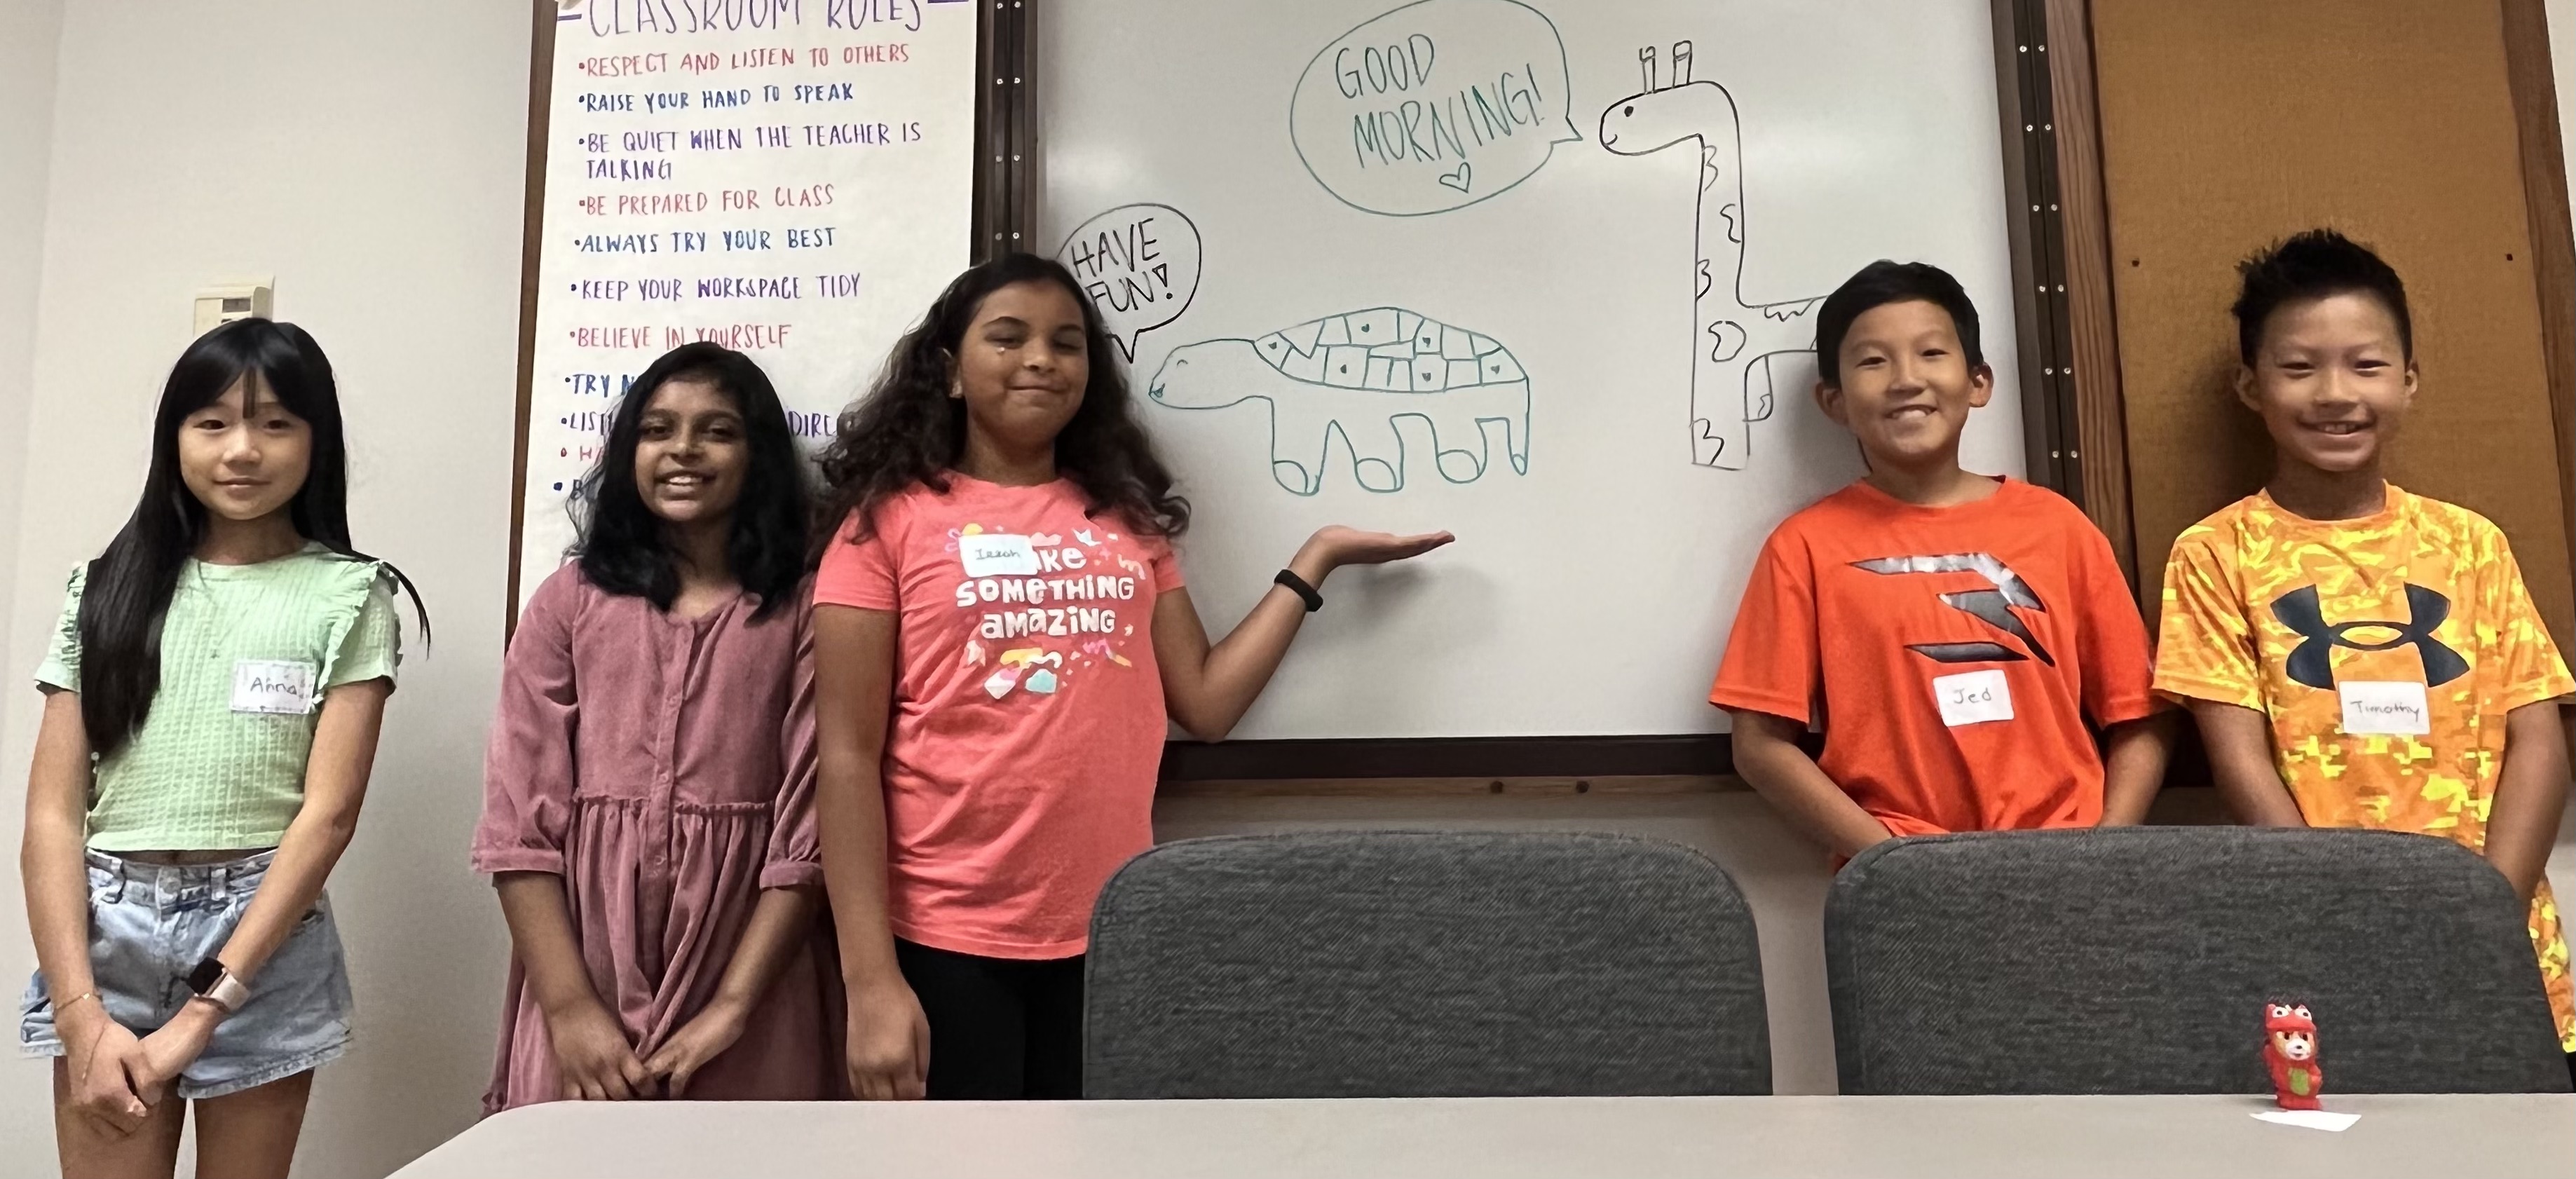 CLASSROOM RULES
•RESPECT AND LISTEN TO OTHERS
•RAISE YOUR HAND TO SPEAK
•BE QUIET WHEN THE TEACHER IS
TALKING
•BE PREPARED FOR CLASS
•ALWAYS TRY YOUR BEST
•KEEP YOUR WORKSPACE TIDY
•BELIEVE IN YOURSELF
•TRY
GOOD
MORNING!
HAVE
FUN!
Anna
SOMETHING
AMAZING
Jed
Timothy